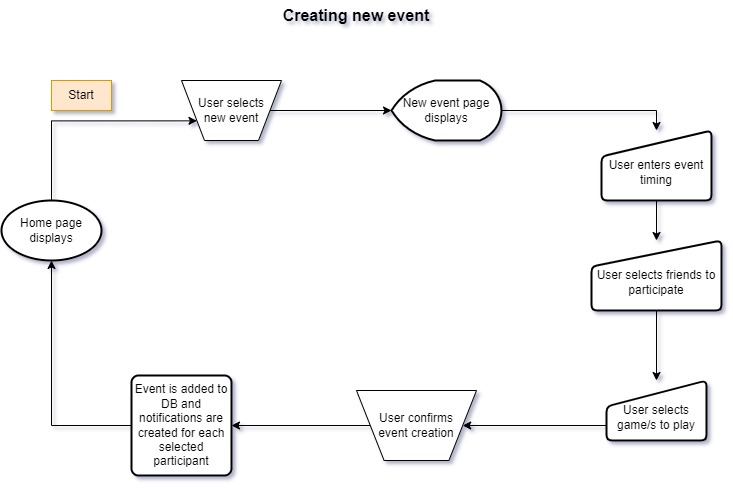 Creating new event
Start
User selects
new event
New event page
displays
User enters event
timing
User selects friends to
participate
User selects
game/s to play
User confirms
event creation
Event is added to
DB and
notifications are
created for each
selected
participant
Home page
displays